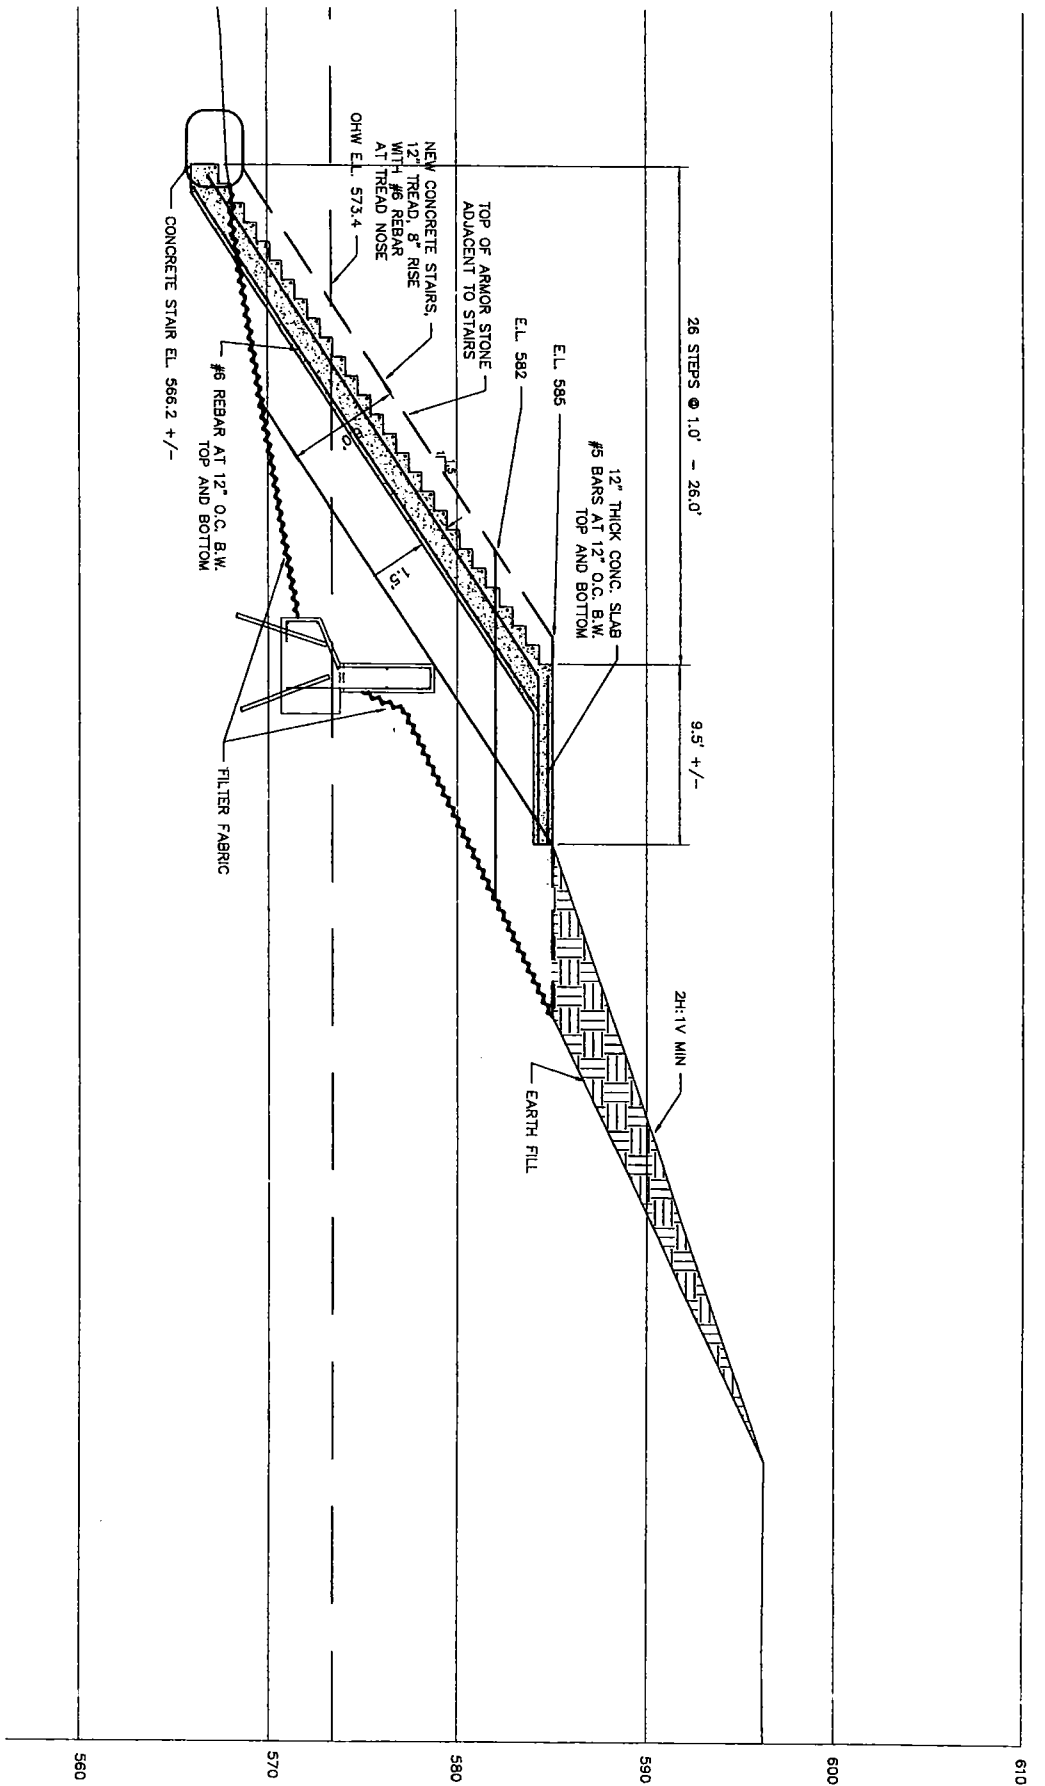 26 STEPS @ 1.0' - 26.0'
9.5' +/-
2H:1V MIN
12" THICK CONC. SLAB
#5 BARS AT 12" O.C. B.W.
TOP AND BOTTOM
E.L. 585
E.L. 582
TOP OF ARMOR STONE
ADJACENT TO STAIRS
1.5
1
NEW CONCRETE STAIRS,
12" TREAD, 8" RISE
WITH #6 REBAR
AT TREAD NOSE
OHW E.L. 573.4
1.5'
EARTH FILL
#6 REBAR AT 12" O.C. B.W.
TOP AND BOTTOM
FILTER FABRIC
CONCRETE STAIR EL. 566.2 +/-
610
600
590
580
570
560